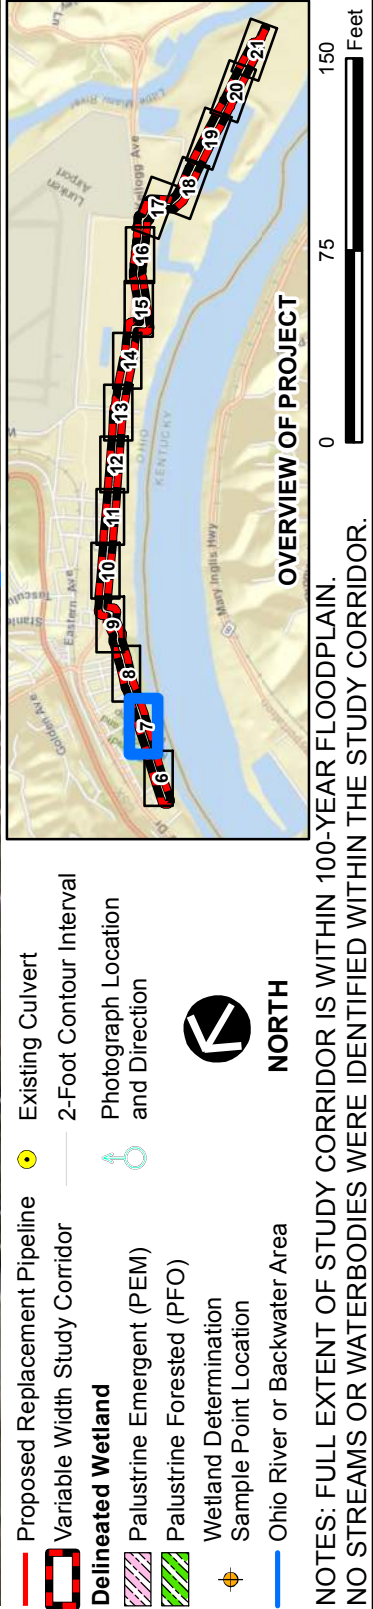 Proposed Replacement Pipeline
Variable Width Study Corridor
Delineated Wetland
Palustrine Emergent (PEM)
Palustrine Forested (PFO)
Wetland Determination
Sample Point Location
Ohio River or Backwater Area
Existing Culvert
2-Foot Contour Interval
Photograph Location
and Direction
NORTH
Golden Ave
Eastern Ave
Lunken
Airport
Kellogg Ave
Little Miami River
OHIO
KENTUCKY
Mary Inglis Hwy
8
6
7
8
9
10
11
12
13
14
15
16
17
18
19
20
21
OVERVIEW OF PROJECT
0
75
150
Feet
NOTES: FULL EXTENT OF STUDY CORRIDOR IS WITHIN 100-YEAR FLOODPLAIN.
NO STREAMS OR WATERBODIES WERE IDENTIFIED WITHIN THE STUDY CORRIDOR.